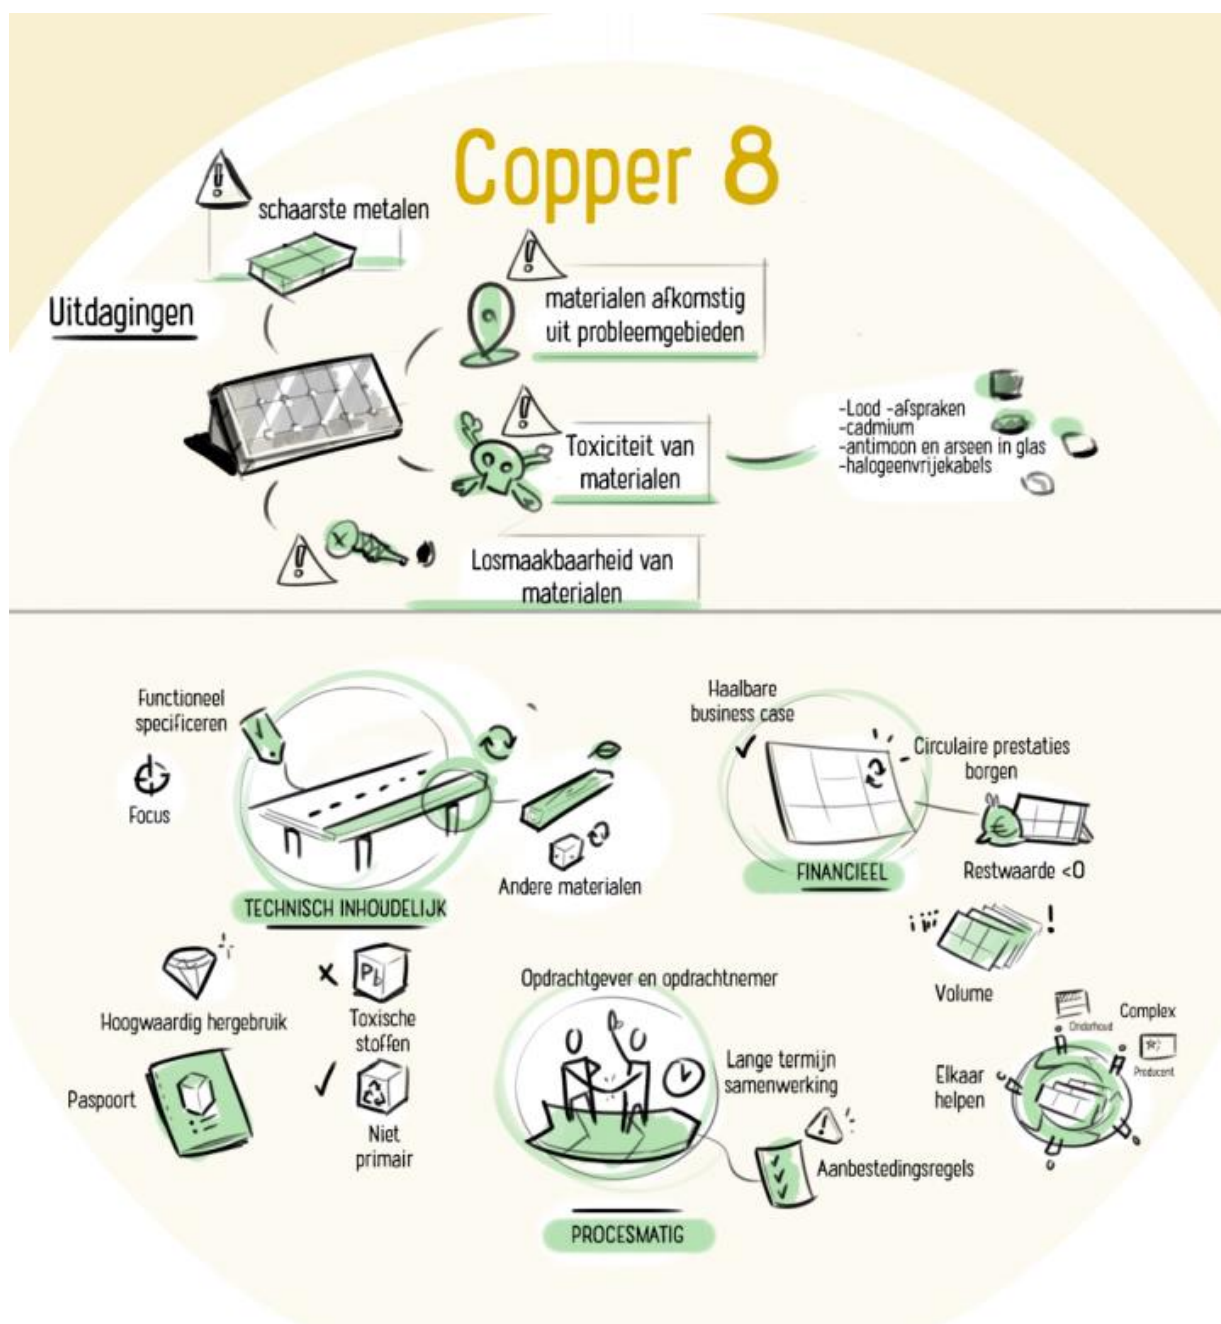 Copper 8
schaarste metalen
Uitdagingen
materialen afkomstig
uit probleemgebieden
Toxiciteit van
materialen
-Lood -afspraken
-cadmium
-antimoon en arseen in glas
-halogeenvrijekabels
Losmaakbaarheid van
materialen
Functioneel
specificeren
Focus
Andere materialen
TECHNISCH INHOUDELIJK
Hoogwaardig hergebruik
Paspoort
Pb
Toxische
stoffen
Niet
primair
Haalbare
business case
Circulaire prestaties
borgen
FINANCIEEL
Restwaarde <0
Volume
Complex
Onderhoud
Producent
Elkaar
helpen
Opdrachtgever en opdrachtnemer
Lange termijn
samenwerking
Aanbestedingsregels
PROCESMATIG